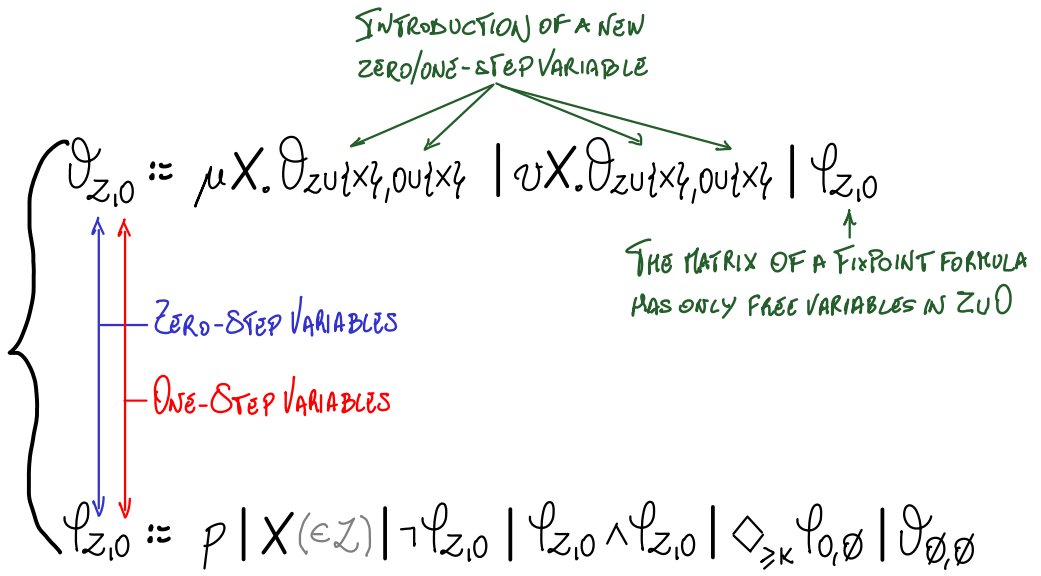 INTRODUCTION OF A NEW
ZERO/ONE-STEP VARIABLE
ϑ_{Z,O} ::= μX.ϑ_{Z∪{X},O∪{X}} | νX.ϑ_{Z∪{X},O∪{X}} | φ_{Z,O}
THE MATRIX OF A FIXPOINT FORMULA
HAS ONLY FREE VARIABLES IN Z∪O
ZERO-STEP VARIABLES
ONE-STEP VARIABLES
φ_{Z,O} ::= p | X (∈Z) | ¬φ_{Z,O} | φ_{Z,O} ∧ φ_{Z,O} | ◇_{⩾K} φ_{O,∅} | ϑ_{∅,∅}